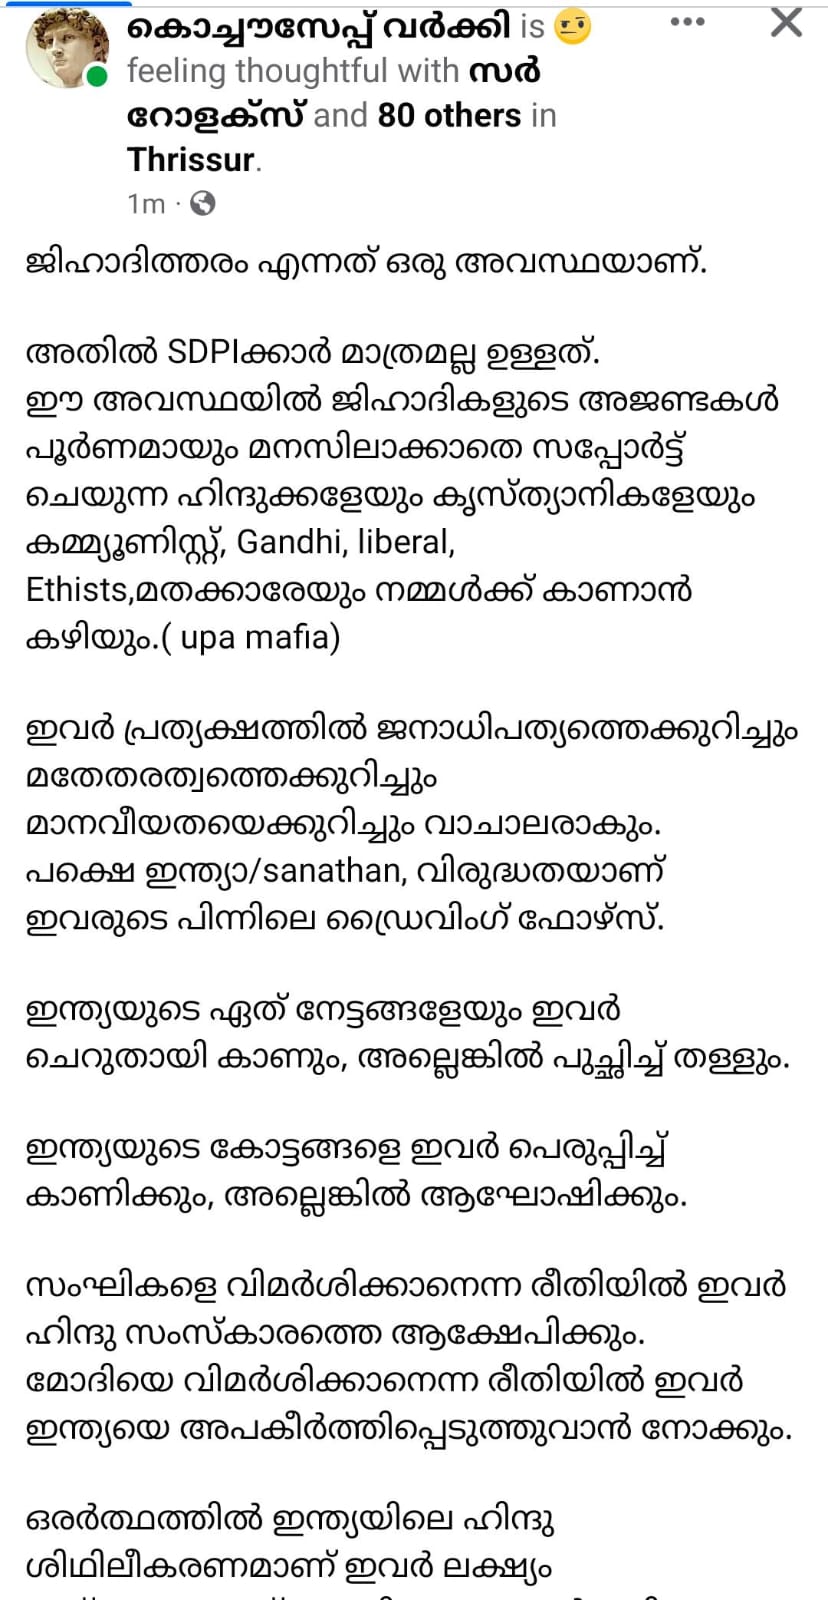 കൊച്ചൗസേപ്പ് വർക്കി is
feeling thoughtful with സർ
റോളക്സ് and 80 others in
Thrissur.
1m ·
ജിഹാദിത്തരം എന്നത് ഒരു അവസ്ഥയാണ്.
അതിൽ SDPIക്കാർ മാത്രമല്ല ഉള്ളത്.
ഈ അവസ്ഥയിൽ ജിഹാദികളുടെ അജണ്ടകൾ
പൂർണമായും മനസിലാക്കാതെ സപ്പോർട്ട്
ചെയുന്ന ഹിന്ദുക്കളേയും കൃസ്ത്യാനികളേയും
കമ്മ്യൂണിസ്റ്റ്, Gandhi, liberal,
Ethists,മതക്കാരേയും നമ്മൾക്ക് കാണാൻ
കഴിയും.( upa mafia)
ഇവർ പ്രത്യക്ഷത്തിൽ ജനാധിപത്യത്തെക്കുറിച്ചും
മതേതരത്വത്തെക്കുറിച്ചും
മാനവീയതയെക്കുറിച്ചും വാചാലരാകും.
പക്ഷെ ഇന്ത്യാ/sanathan, വിരുദ്ധതയാണ്
ഇവരുടെ പിന്നിലെ ഡ്രൈവിംഗ് ഫോഴ്സ്.
ഇന്ത്യയുടെ ഏത് നേട്ടങ്ങളേയും ഇവർ
ചെറുതായി കാണും, അല്ലെങ്കിൽ പുച്ഛിച്ച് തള്ളും.
ഇന്ത്യയുടെ കോട്ടങ്ങളെ ഇവർ പെരുപ്പിച്ച്
കാണിക്കും, അല്ലെങ്കിൽ ആഘോഷിക്കും.
സംഘികളെ വിമർശിക്കാനെന്ന രീതിയിൽ ഇവർ
ഹിന്ദു സംസ്കാരത്തെ ആക്ഷേപിക്കും.
മോദിയെ വിമർശിക്കാനെന്ന രീതിയിൽ ഇവർ
ഇന്ത്യയെ അപകീർത്തിപ്പെടുത്തുവാൻ നോക്കും.
ഒരർത്ഥത്തിൽ ഇന്ത്യയിലെ ഹിന്ദു
ശിഥിലീകരണമാണ് ഇവർ ലക്ഷ്യം